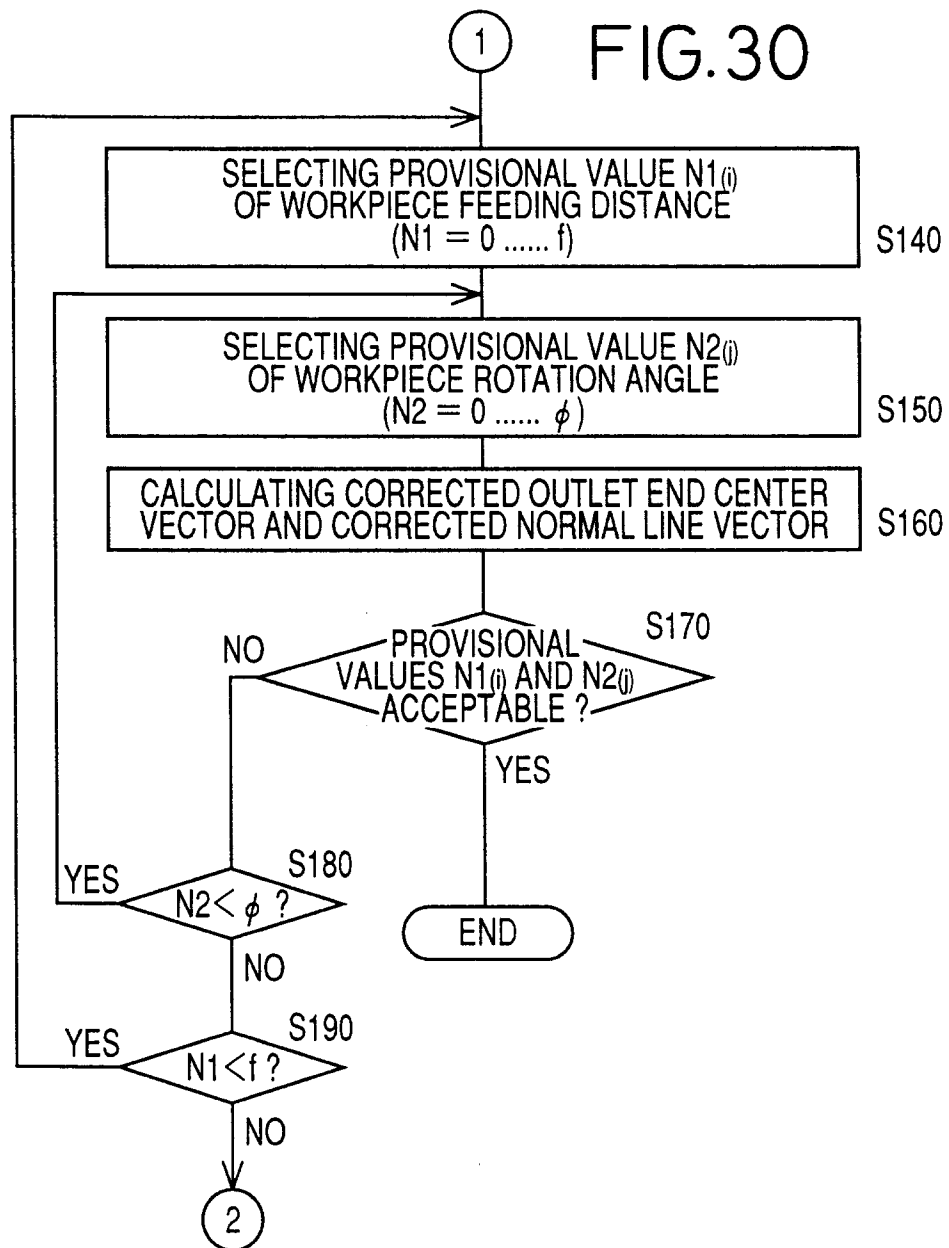 1
FIG.30
SELECTING PROVISIONAL VALUE N1(i)
OF WORKPIECE FEEDING DISTANCE
(N1 = 0 ...... f)
S140
SELECTING PROVISIONAL VALUE N2(j)
OF WORKPIECE ROTATION ANGLE
(N2 = 0 ...... ϕ)
S150
CALCULATING CORRECTED OUTLET END CENTER
VECTOR AND CORRECTED NORMAL LINE VECTOR
S160
S170
NO
PROVISIONAL
VALUES N1(i) AND N2(j)
ACCEPTABLE ?
YES
S180
YES
N2< ϕ ?
END
NO
S190
YES
N1<f ?
NO
2